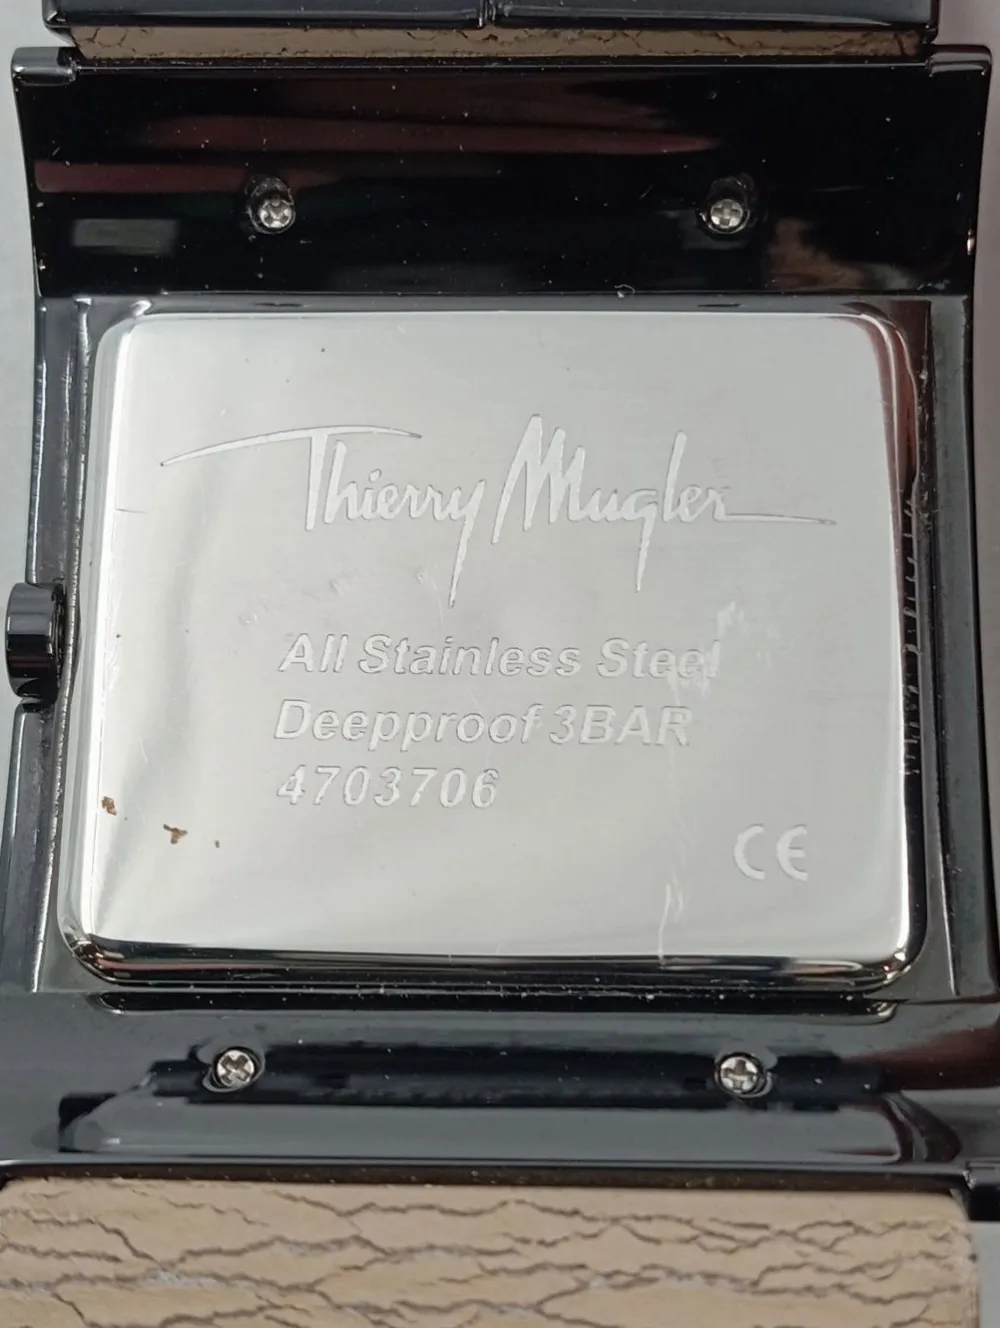 Thierry Mugler
All Stainless Steel
Deepproof 3BAR
4703706
CE